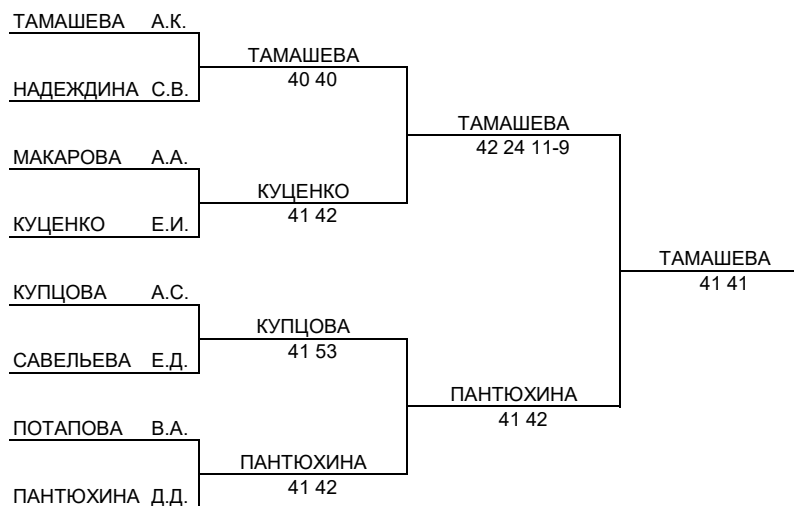 ТАМАШЕВА А.К.
ТАМАШЕВА
40 40
НАДЕЖДИНА С.В.
ТАМАШЕВА
42 24 11-9
МАКАРОВА А.А.
КУЦЕНКО
41 42
КУЦЕНКО Е.И.
ТАМАШЕВА
41 41
КУПЦОВА А.С.
КУПЦОВА
41 53
САВЕЛЬЕВА Е.Д.
ПАНТЮХИНА
41 42
ПОТАПОВА В.А.
ПАНТЮХИНА
41 42
ПАНТЮХИНА Д.Д.